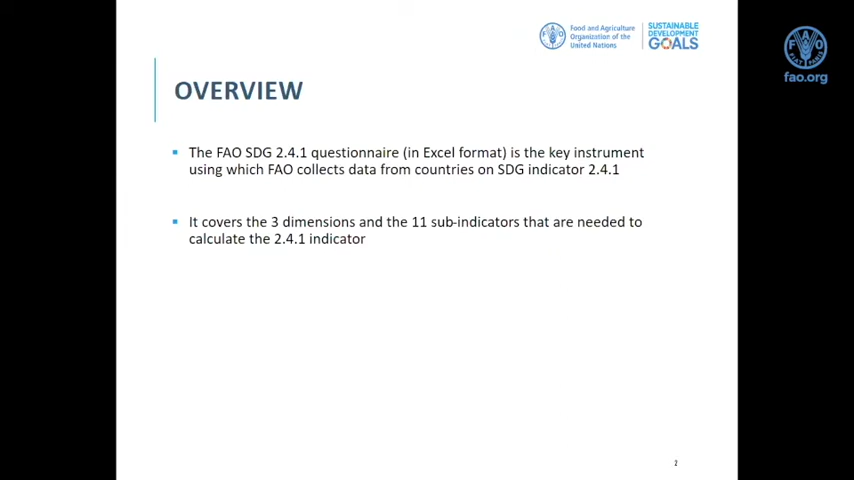 Food and Agriculture
Organization of the
United Nations
SUSTAINABLE
DEVELOPMENT
GOALS
FAO
FIAT PANIS
fao.org
OVERVIEW
▪ The FAO SDG 2.4.1 questionnaire (in Excel format) is the key instrument
using which FAO collects data from countries on SDG indicator 2.4.1
▪ It covers the 3 dimensions and the 11 sub-indicators that are needed to
calculate the 2.4.1 indicator
2